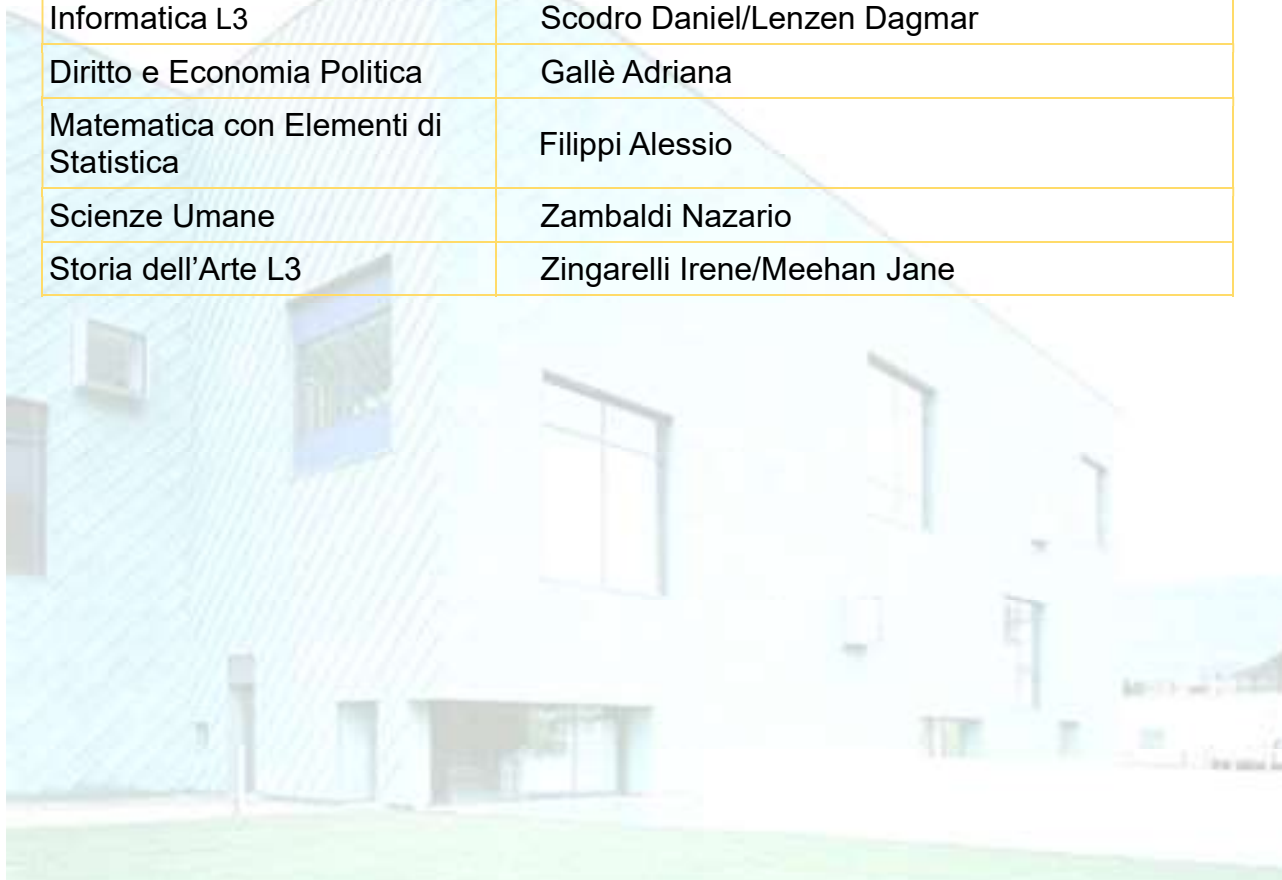 Informatica L3 Scodro Daniel/Lenzen Dagmar
Diritto e Economia Politica Gallè Adriana
Matematica con Elementi di
Statistica Filippi Alessio
Scienze Umane Zambaldi Nazario
Storia dell’Arte L3 Zingarelli Irene/Meehan Jane